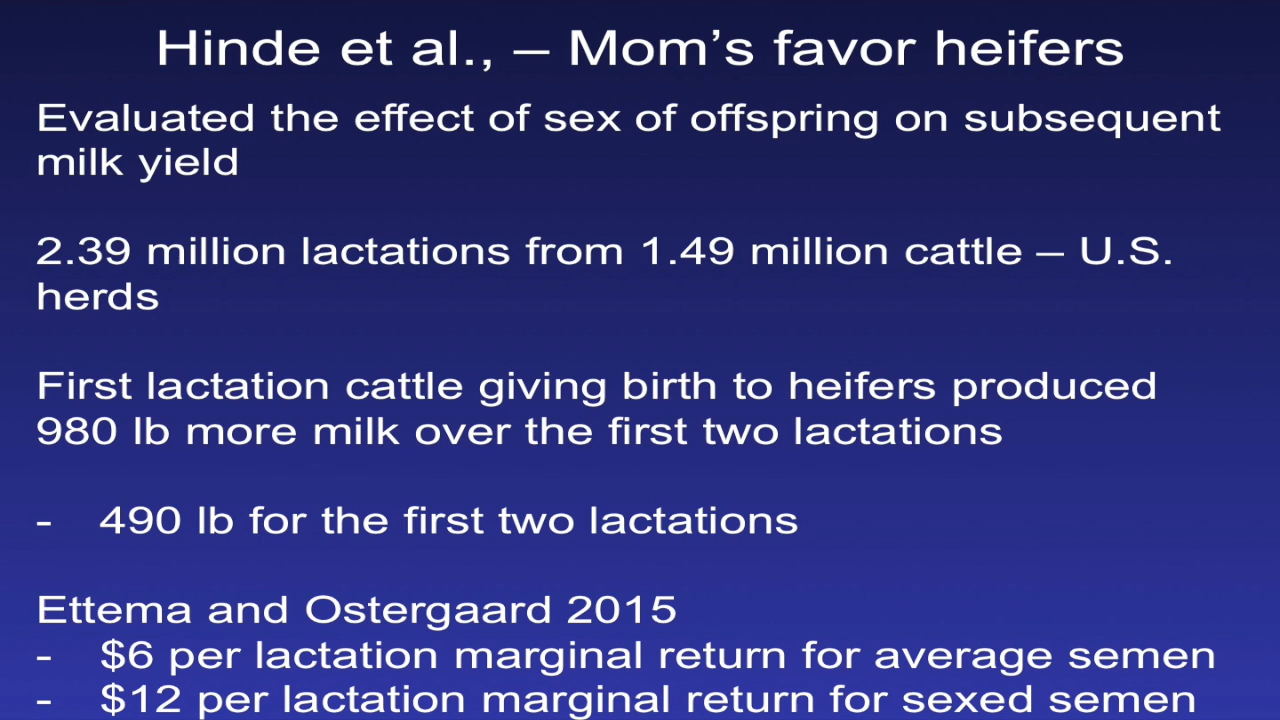 Hinde et al., – Mom’s favor heifers
Evaluated the effect of sex of offspring on subsequent
milk yield
2.39 million lactations from 1.49 million cattle – U.S.
herds
First lactation cattle giving birth to heifers produced
980 lb more milk over the first two lactations
- 490 lb for the first two lactations
Ettema and Ostergaard 2015
- $6 per lactation marginal return for average semen
- $12 per lactation marginal return for sexed semen